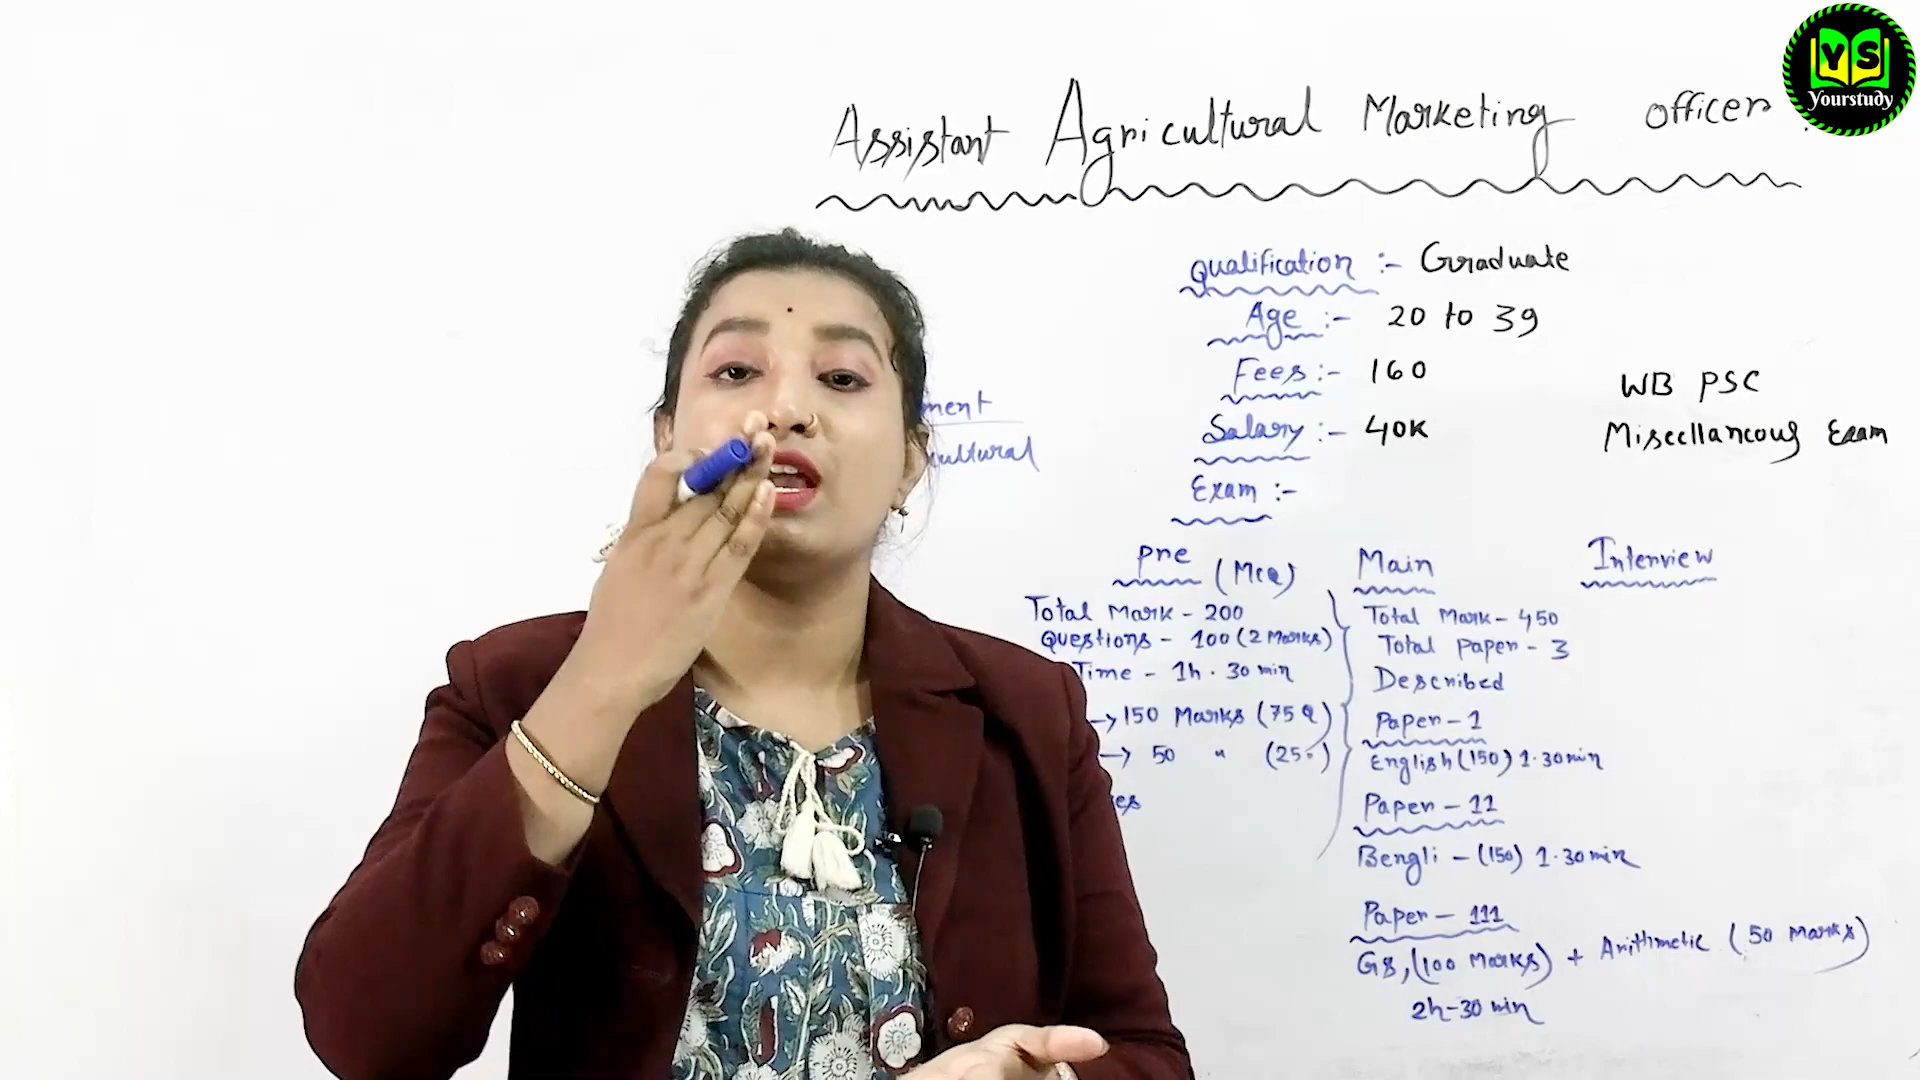 YS
Yourstudy
Assistant Agricultural Marketing officer
Qualification :- Graduate
Age :- 20 to 39
Fees :- 160
Salary :- 40K
Exam :-
WB PSC
Miscellaneous Exam
ment
cultural
Pre (MCQ)
Total Mark - 200
Questions - 100 (2 Marks)
Time - 1h. 30 min
→ 150 Marks (75 Q)
→ 50 " (25 ")
es
Main
Total Mark - 450
Total Paper - 3
Described
Paper - 1
English (150) 1.30 min
Paper - 11
Bengli - (150) 1.30 min
Paper - 111
GS, (100 Marks) + Arithmetic (50 Marks)
2h-30 min
Interview